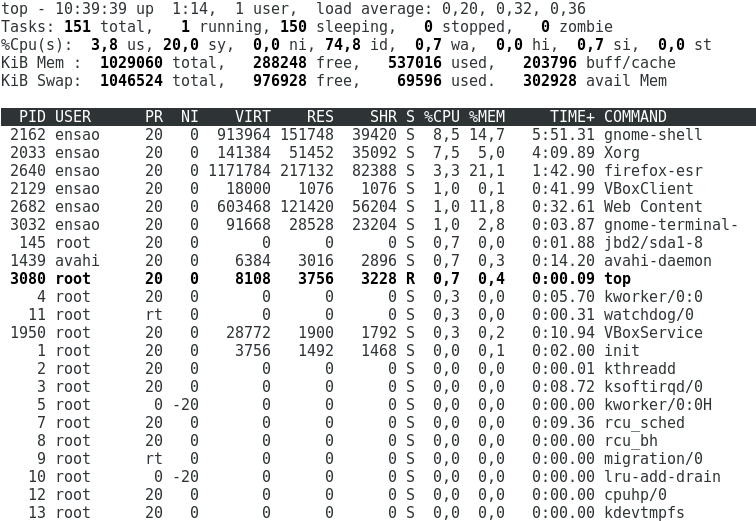 top - 10:39:39 up  1:14,  1 user,  load average: 0,20, 0,32, 0,36
Tasks: 151 total,   1 running, 150 sleeping,   0 stopped,   0 zombie
%Cpu(s):  3,8 us, 20,0 sy,  0,0 ni, 74,8 id,  0,7 wa,  0,0 hi,  0,7 si,  0,0 st
KiB Mem :  1029060 total,   288248 free,   537016 used,   203796 buff/cache
KiB Swap:  1046524 total,   976928 free,    69596 used.   302928 avail Mem
  PID USER      PR  NI    VIRT    RES    SHR S %CPU %MEM     TIME+ COMMAND
 2162 ensao     20   0  913964 151748  39420 S  8,5 14,7   5:51.31 gnome-shell
 2033 ensao     20   0  141384  51452  35092 S  7,5  5,0   4:09.89 Xorg
 2640 ensao     20   0 1171784 217132  82388 S  3,3 21,1   1:42.90 firefox-esr
 2129 ensao     20   0   18000   1076   1076 S  1,0  0,1   0:41.99 VBoxClient
 2682 ensao     20   0  603468 121420  56204 S  1,0 11,8   0:32.61 Web Content
 3032 ensao     20   0   91668  28528  23204 S  1,0  2,8   0:03.87 gnome-terminal-
  145 root      20   0       0      0      0 S  0,7  0,0   0:01.88 jbd2/sda1-8
 1439 avahi     20   0    6384   3016   2896 S  0,7  0,3   0:14.20 avahi-daemon
 3080 root      20   0    8108   3756   3228 R  0,7  0,4   0:00.09 top
    4 root      20   0       0      0      0 S  0,3  0,0   0:05.70 kworker/0:0
   11 root      rt   0       0      0      0 S  0,3  0,0   0:00.31 watchdog/0
 1950 root      20   0   28772   1900   1792 S  0,3  0,2   0:10.94 VBoxService
    1 root      20   0    3756   1492   1468 S  0,0  0,1   0:02.00 init
    2 root      20   0       0      0      0 S  0,0  0,0   0:00.01 kthreadd
    3 root      20   0       0      0      0 S  0,0  0,0   0:08.72 ksoftirqd/0
    5 root       0 -20       0      0      0 S  0,0  0,0   0:00.00 kworker/0:0H
    7 root      20   0       0      0      0 S  0,0  0,0   0:09.36 rcu_sched
    8 root      20   0       0      0      0 S  0,0  0,0   0:00.00 rcu_bh
    9 root      rt   0       0      0      0 S  0,0  0,0   0:00.00 migration/0
   10 root       0 -20       0      0      0 S  0,0  0,0   0:00.00 lru-add-drain
   12 root      20   0       0      0      0 S  0,0  0,0   0:00.00 cpuhp/0
   13 root      20   0       0      0      0 S  0,0  0,0   0:00.00 kdevtmpfs